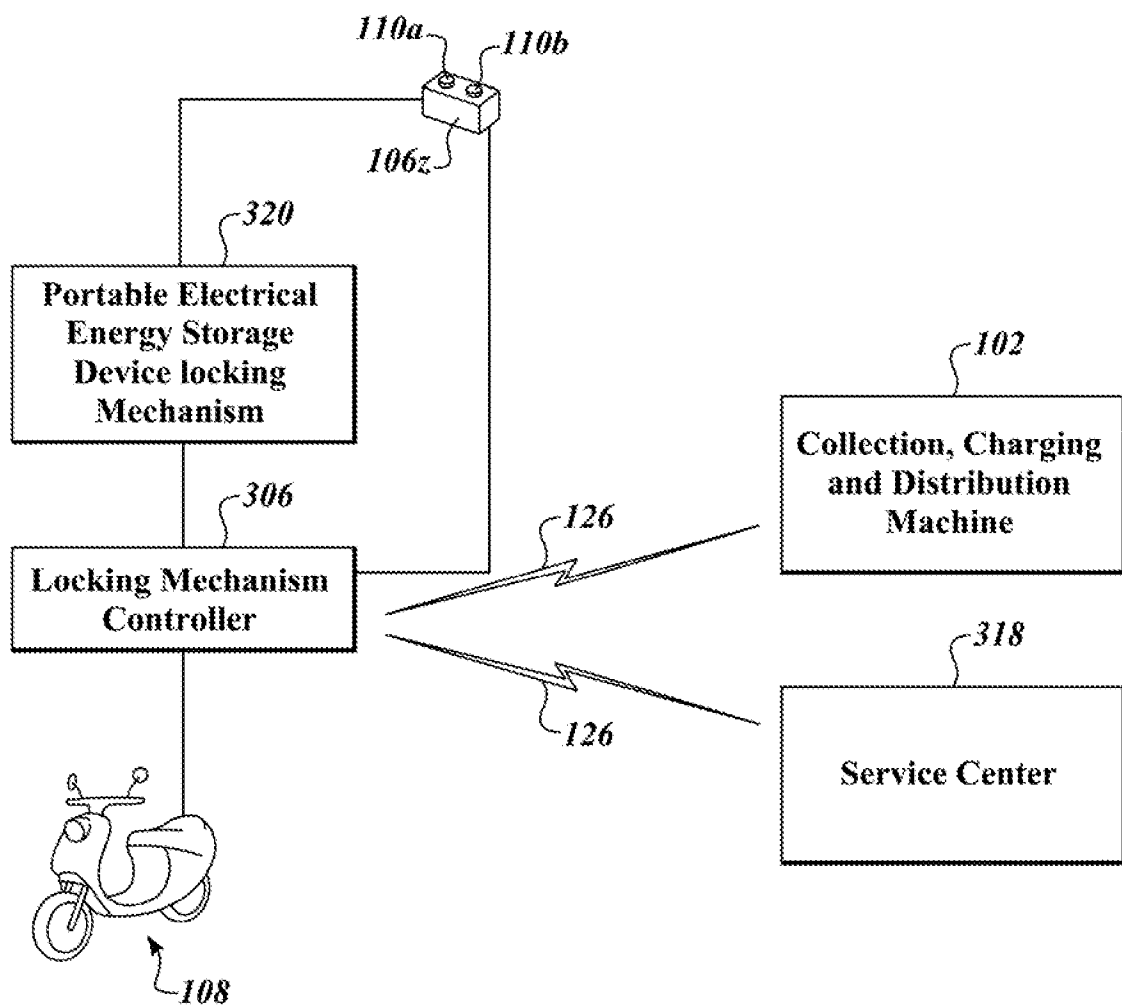 110a
110b
106z
320
Portable Electrical
Energy Storage
Device locking
Mechanism
306
Locking Mechanism
Controller
126
126
102
Collection, Charging
and Distribution
Machine
318
Service Center
108